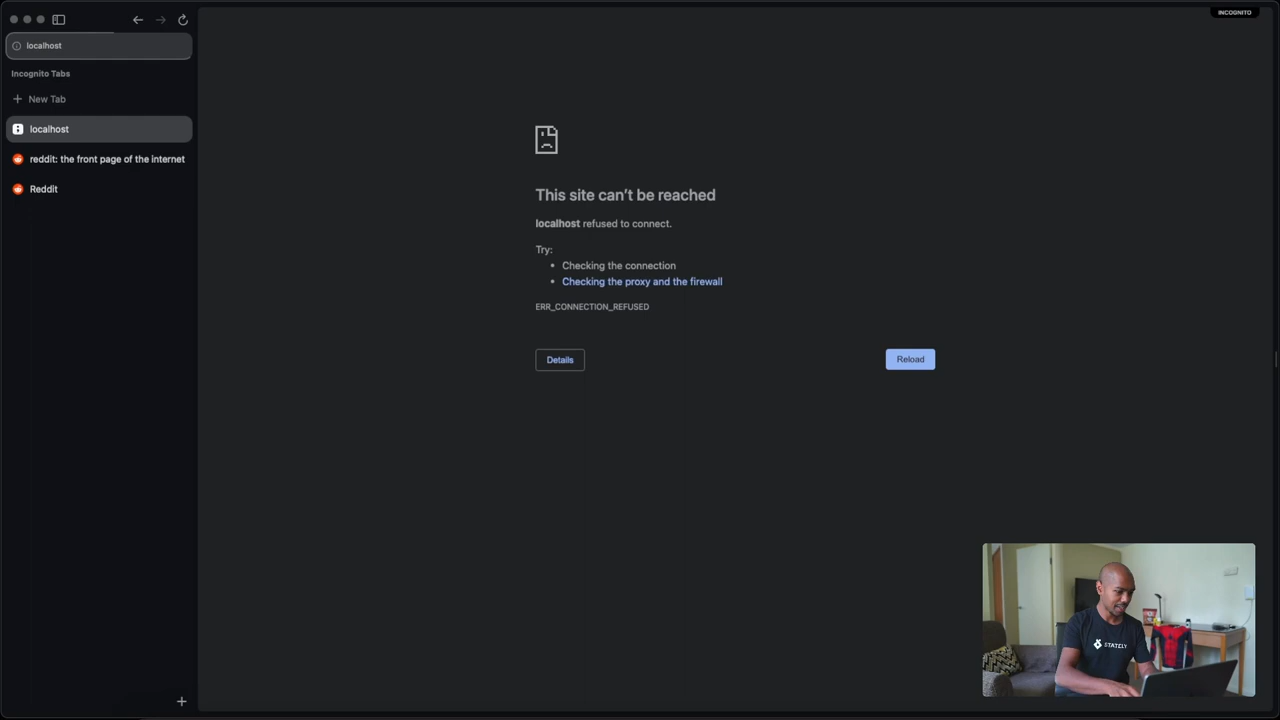 INCOGNITO
localhost
Incognito Tabs
New Tab
localhost
reddit: the front page of the internet
Reddit
This site can't be reached
localhost refused to connect.
Try:
• Checking the connection
• Checking the proxy and the firewall
ERR_CONNECTION_REFUSED
Details
Reload
STATELY